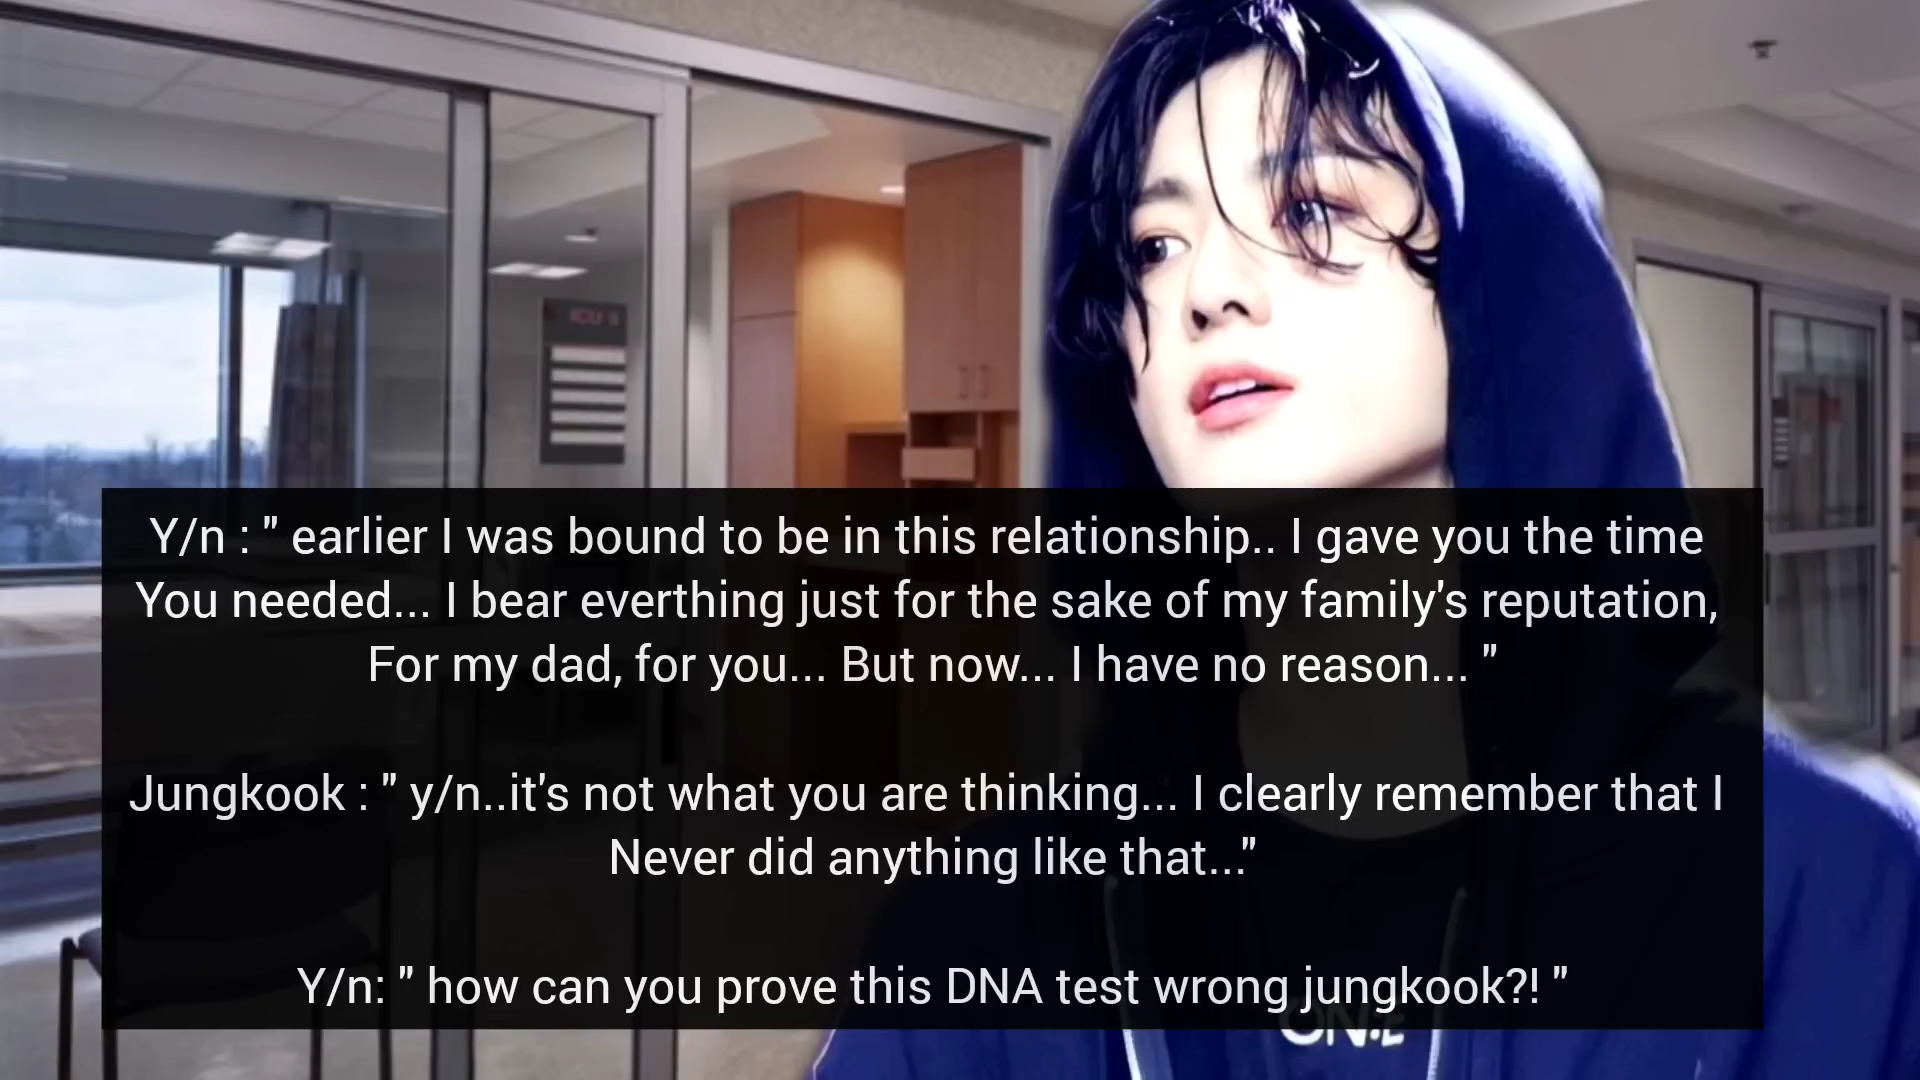 ICU 9
Y/n : " earlier I was bound to be in this relationship.. I gave you the time
You needed... I bear everthing just for the sake of my family's reputation,
For my dad, for you... But now... I have no reason... "
Jungkook : " y/n..it's not what you are thinking... I clearly remember that I
Never did anything like that..."
Y/n: " how can you prove this DNA test wrong jungkook?! "